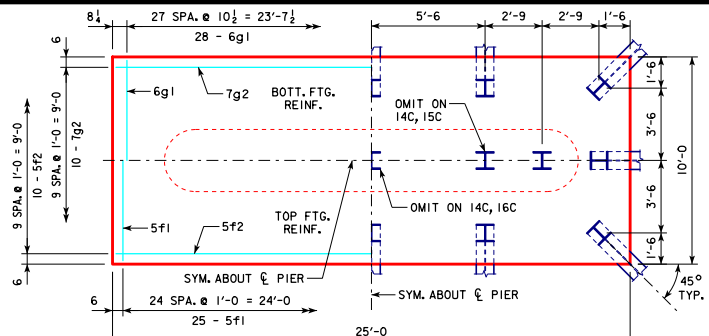 8¼
27 SPA. @ 10½ = 23'-7½
28 - 6g1
5'-6
2'-9
2'-9
1'-6
6
6g1
7g2
BOTT. FTG.
REINF.
OMIT ON
14C, 15C
1'-6
3'-6
10'-0
3'-6
1'-6
9 SPA. @ 1'-0 = 9'-0
10 - 5f2
9 SPA. @ 1'-0 = 9'-0
10 - 7g2
5f1
5f2
TOP FTG.
REINF.
OMIT ON 14C, 16C
6
SYM. ABOUT ℄ PIER
SYM. ABOUT ℄ PIER
45°
TYP.
6
24 SPA. @ 1'-0 = 24'-0
25 - 5f1
25'-0